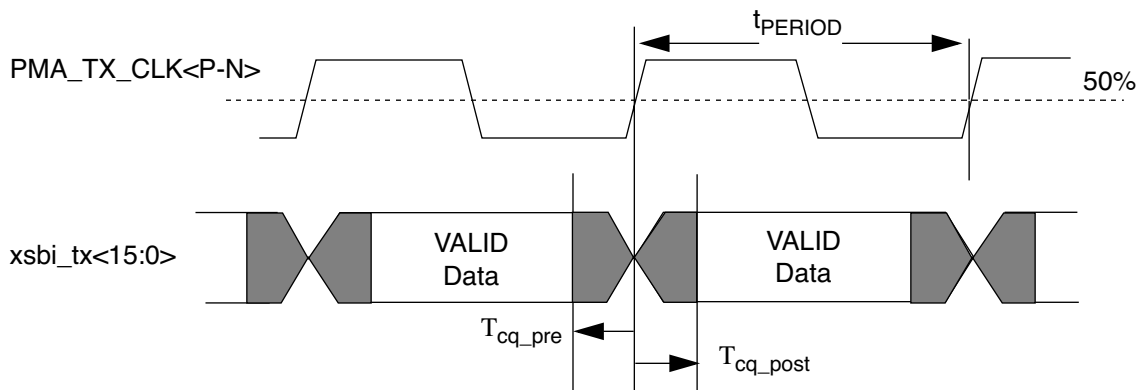 tPERIOD
PMA_TX_CLK<P-N>
50%
xsbi_tx<15:0>
VALID
Data
VALID
Data
Tcq_pre
Tcq_post